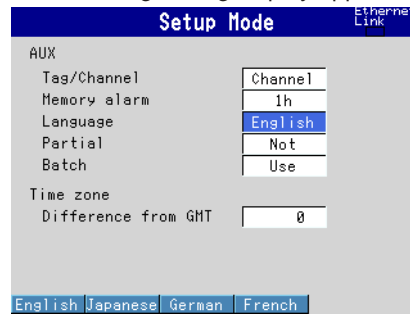 Setup Mode
Etherne
Link
AUX
Tag/Channel Channel
Memory alarm 1h
Language English
Partial Not
Batch Use
Time zone
Difference from GMT 0
English Japanese German French